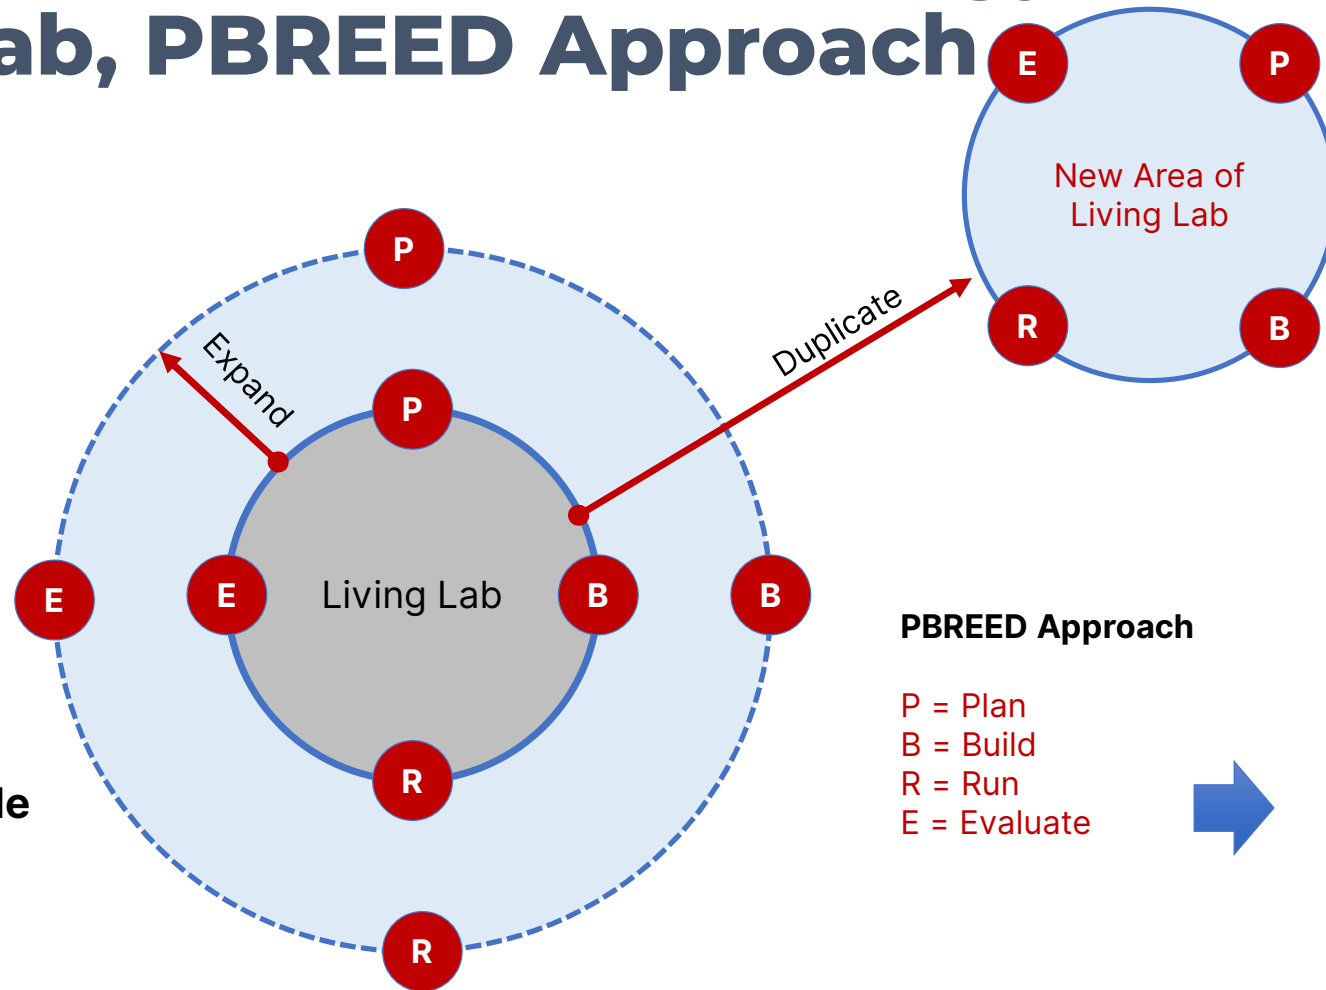 ab, PBREED Approach
E
P
New Area of
Living Lab
R
B
P
Expand
Duplicate
P
E
E
Living Lab
B
B
R
R
le
PBREED Approach
P = Plan
B = Build
R = Run
E = Evaluate